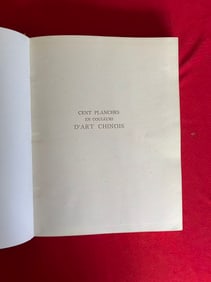 CENT PLANCHES
EN COULEURS
D'ART CHINOIS